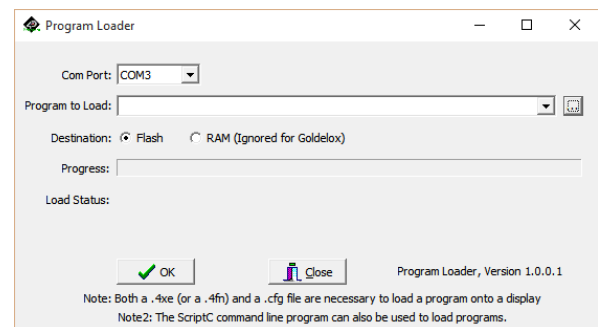 Program Loader
Com Port: COM3
Program to Load:
Destination: Flash RAM (Ignored for Goldelox)
Progress:
Load Status:
OK Close Program Loader, Version 1.0.0.1
Note: Both a .4xe (or a .4fn) and a .cfg file are necessary to load a program onto a display
Note2: The ScriptC command line program can also be used to load programs.